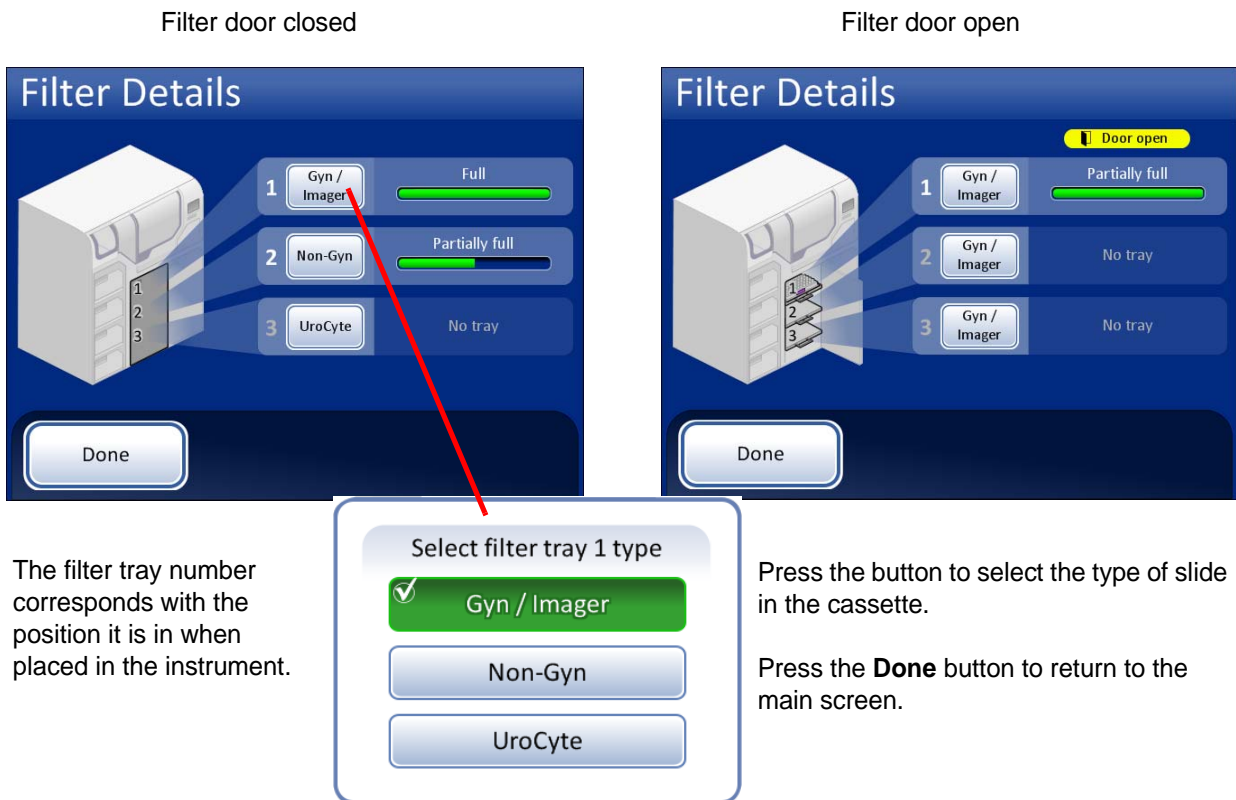 Filter door closed
Filter door open
Filter Details
1
Gyn /
Imager
Full
2
Non-Gyn
Partially full
3
UroCyte
No tray
1
2
3
Done
Filter Details
Door open
1
Gyn /
Imager
Partially full
2
Gyn /
Imager
No tray
3
Gyn /
Imager
No tray
1
2
3
Done
The filter tray number
corresponds with the
position it is in when
placed in the instrument.
Select filter tray 1 type
Gyn / Imager
Non-Gyn
UroCyte
Press the button to select the type of slide
in the cassette.
Press the Done button to return to the
main screen.